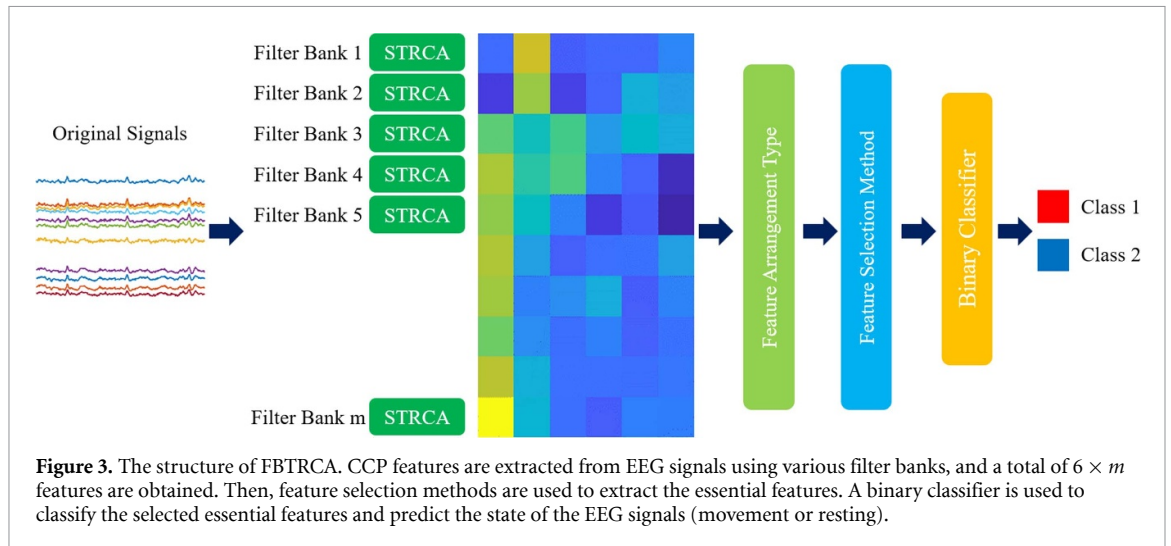 Original Signals
Filter Bank 1 STRCA
Filter Bank 2 STRCA
Filter Bank 3 STRCA
Filter Bank 4 STRCA
Filter Bank 5 STRCA
Filter Bank m STRCA
Feature Arrangement Type
Feature Selection Method
Binary Classifier
Class 1
Class 2
Figure 3. The structure of FBTRCA. CCP features are extracted from EEG signals using various filter banks, and a total of 6 × m
features are obtained. Then, feature selection methods are used to extract the essential features. A binary classifier is used to
classify the selected essential features and predict the state of the EEG signals (movement or resting).